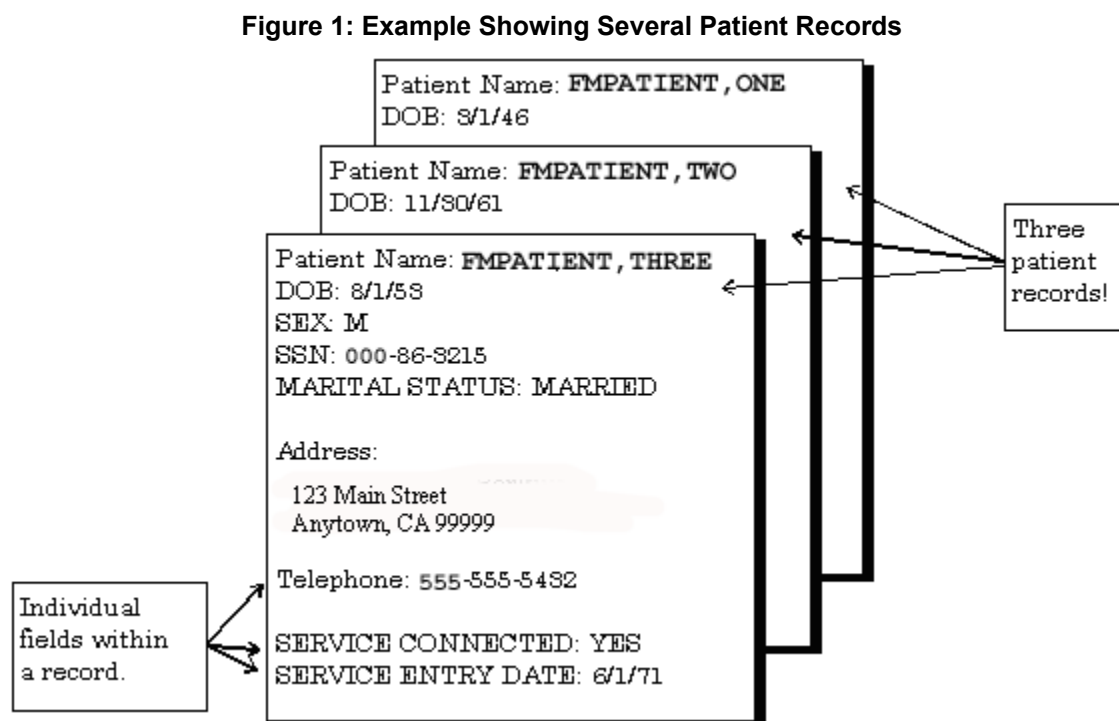 Figure 1: Example Showing Several Patient Records
Patient Name: FMPATIENT,ONE
DOB: 3/1/46
Patient Name: FMPATIENT,TWO
DOB: 11/30/61
Patient Name: FMPATIENT,THREE
DOB: 8/1/53
SEX: M
SSN: 000-86-3215
MARITAL STATUS: MARRIED
Address:
123 Main Street
Anytown, CA 99999
Telephone: 555-555-5432
SERVICE CONNECTED: YES
SERVICE ENTRY DATE: 6/1/71
Three
patient
records!
Individual
fields within
a record.